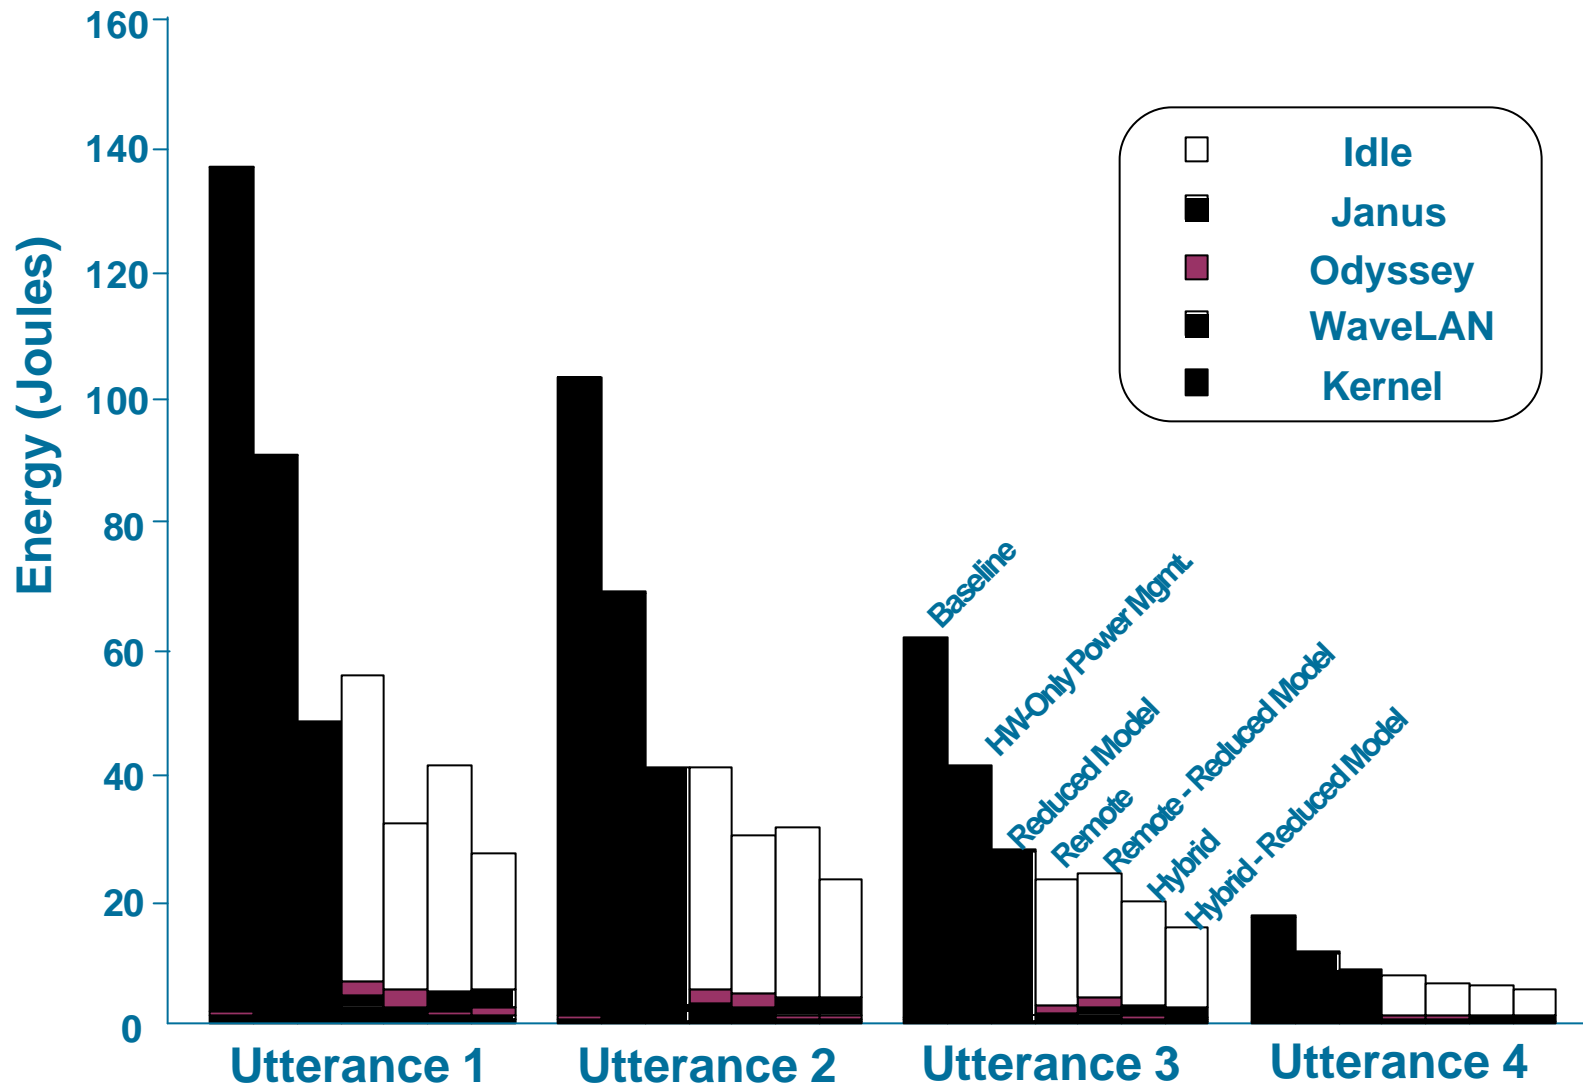 160
140
120
100
80
60
40
20
0
Energy (Joules)
Idle
Janus
Odyssey
WaveLAN
Kernel
Baseline
HW-Only Power Mgmt.
Reduced Model
Remote
Remote - Reduced Model
Hybrid
Hybrid - Reduced Model
Utterance 1
Utterance 2
Utterance 3
Utterance 4